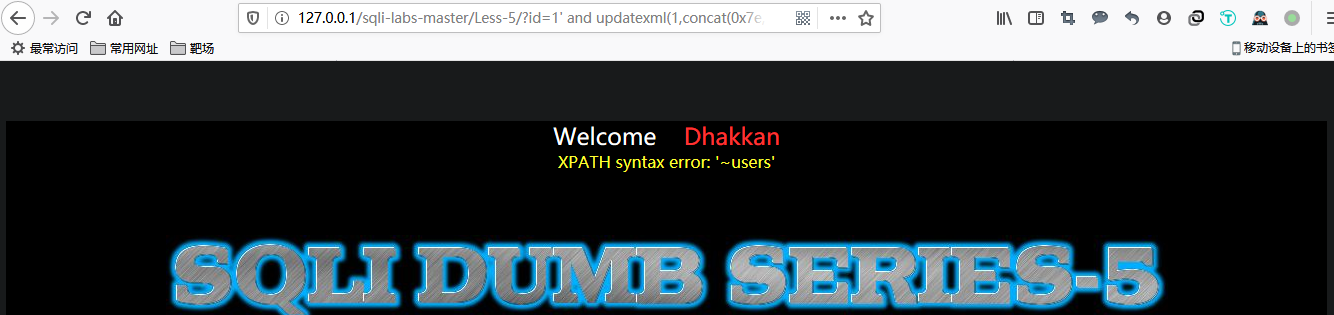 127.0.0.1/sqli-labs-master/Less-5/?id=1' and updatexml(1,concat(0x7e,
最常访问 常用网址 靶场 移动设备上的书签
Welcome Dhakkan
XPATH syntax error: '~users'
SQLI DUMB SERIES-5